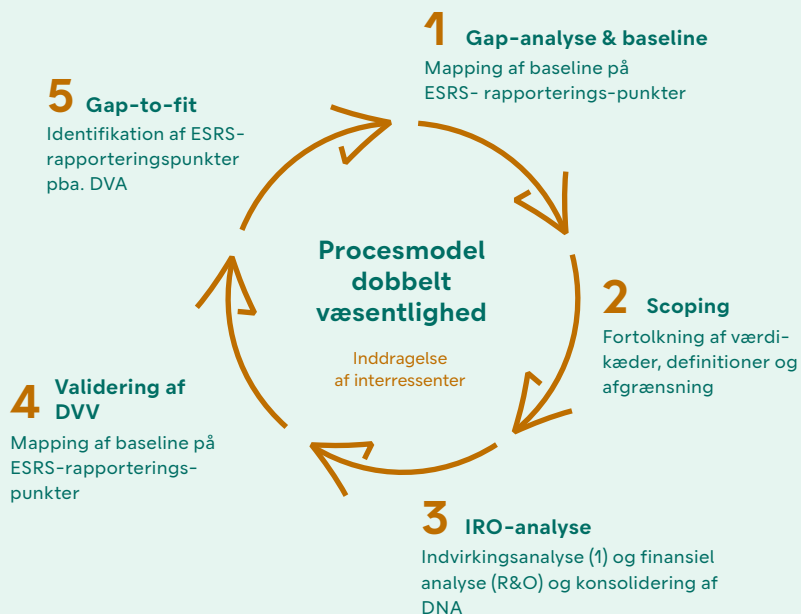 1 Gap-analyse & baseline
Mapping af baseline på
ESRS- rapporterings-punkter
2 Scoping
Fortolkning af værdi-
kæder, definitioner og
afgrænsning
3 IRO-analyse
Indvirkingsanalyse (1) og finansiel
analyse (R&O) og konsolidering af
DNA
4 Validering af
DVV
Mapping af baseline på
ESRS-rapporterings-
punkter
5 Gap-to-fit
Identifikation af ESRS-
rapporteringspunkter
pba. DVA
Procesmodel
dobbelt
væsentlighed
Inddragelse
af interressenter